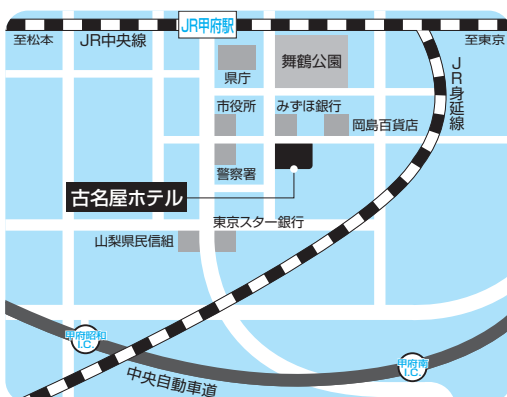 JR甲府駅
至松本
JR中央線
至東京
県庁
舞鶴公園
JR身延線
市役所
みずほ銀行
岡島百貨店
警察署
古名屋ホテル
東京スター銀行
山梨県民信組
甲府昭和
I.C.
甲府南
I.C.
中央自動車道